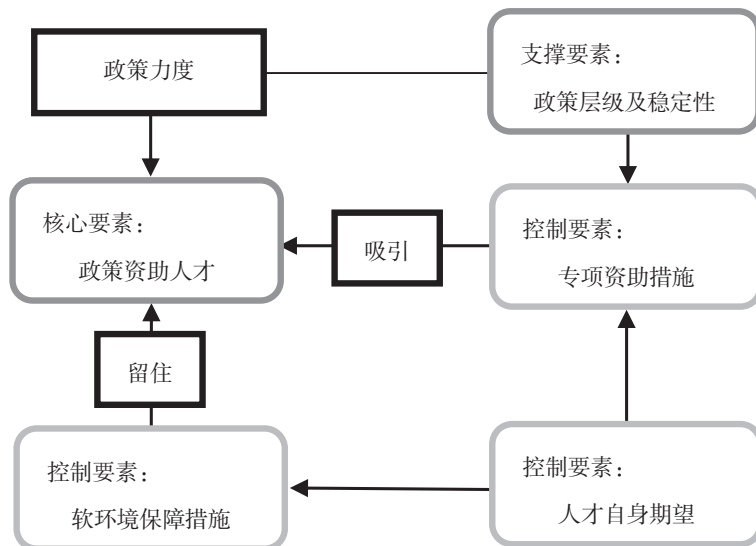 政策力度
支撑要素：
政策层级及稳定性
核心要素：
政策资助人才
吸引
控制要素：
专项资助措施
留住
控制要素：
软环境保障措施
控制要素：
人才自身期望